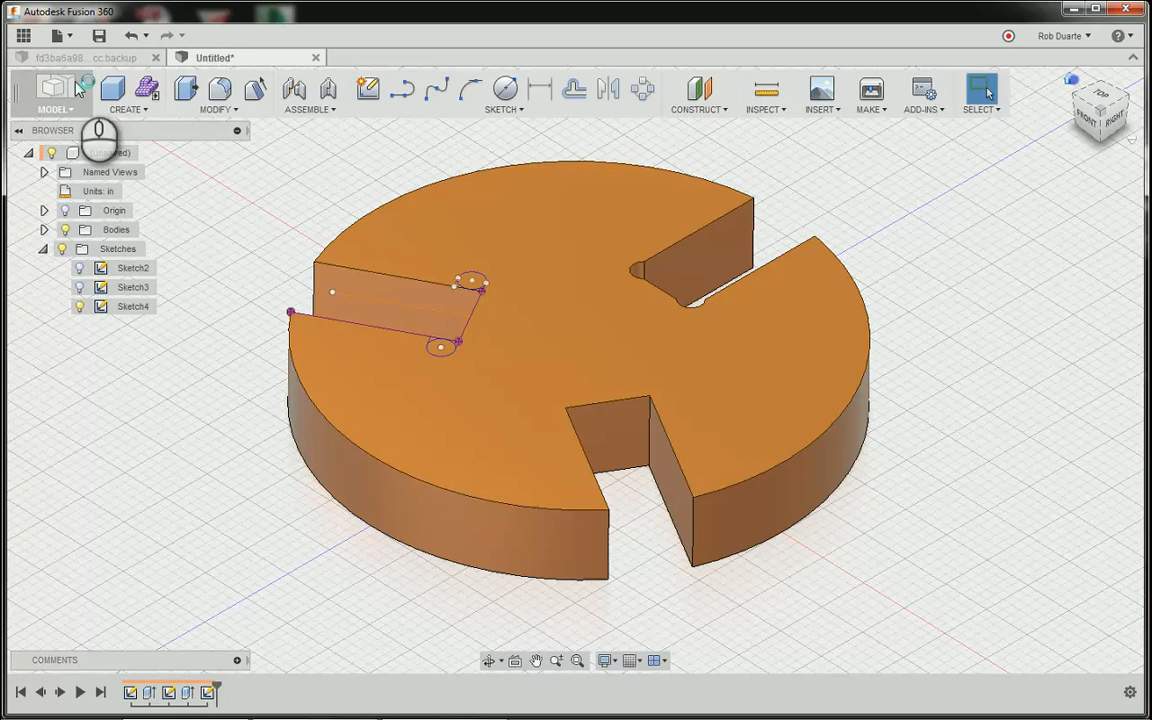 Autodesk Fusion 360
Rob Duarte
fd3ba6a98... cc.backup
Untitled*
MODEL
CREATE
MODIFY
ASSEMBLE
SKETCH
CONSTRUCT
INSPECT
INSERT
MAKE
ADD-INS
SELECT
TOP
FRONT
RIGHT
BROWSER
Named Views
Units: in
Origin
Bodies
Sketches
Sketch2
Sketch3
Sketch4
COMMENTS